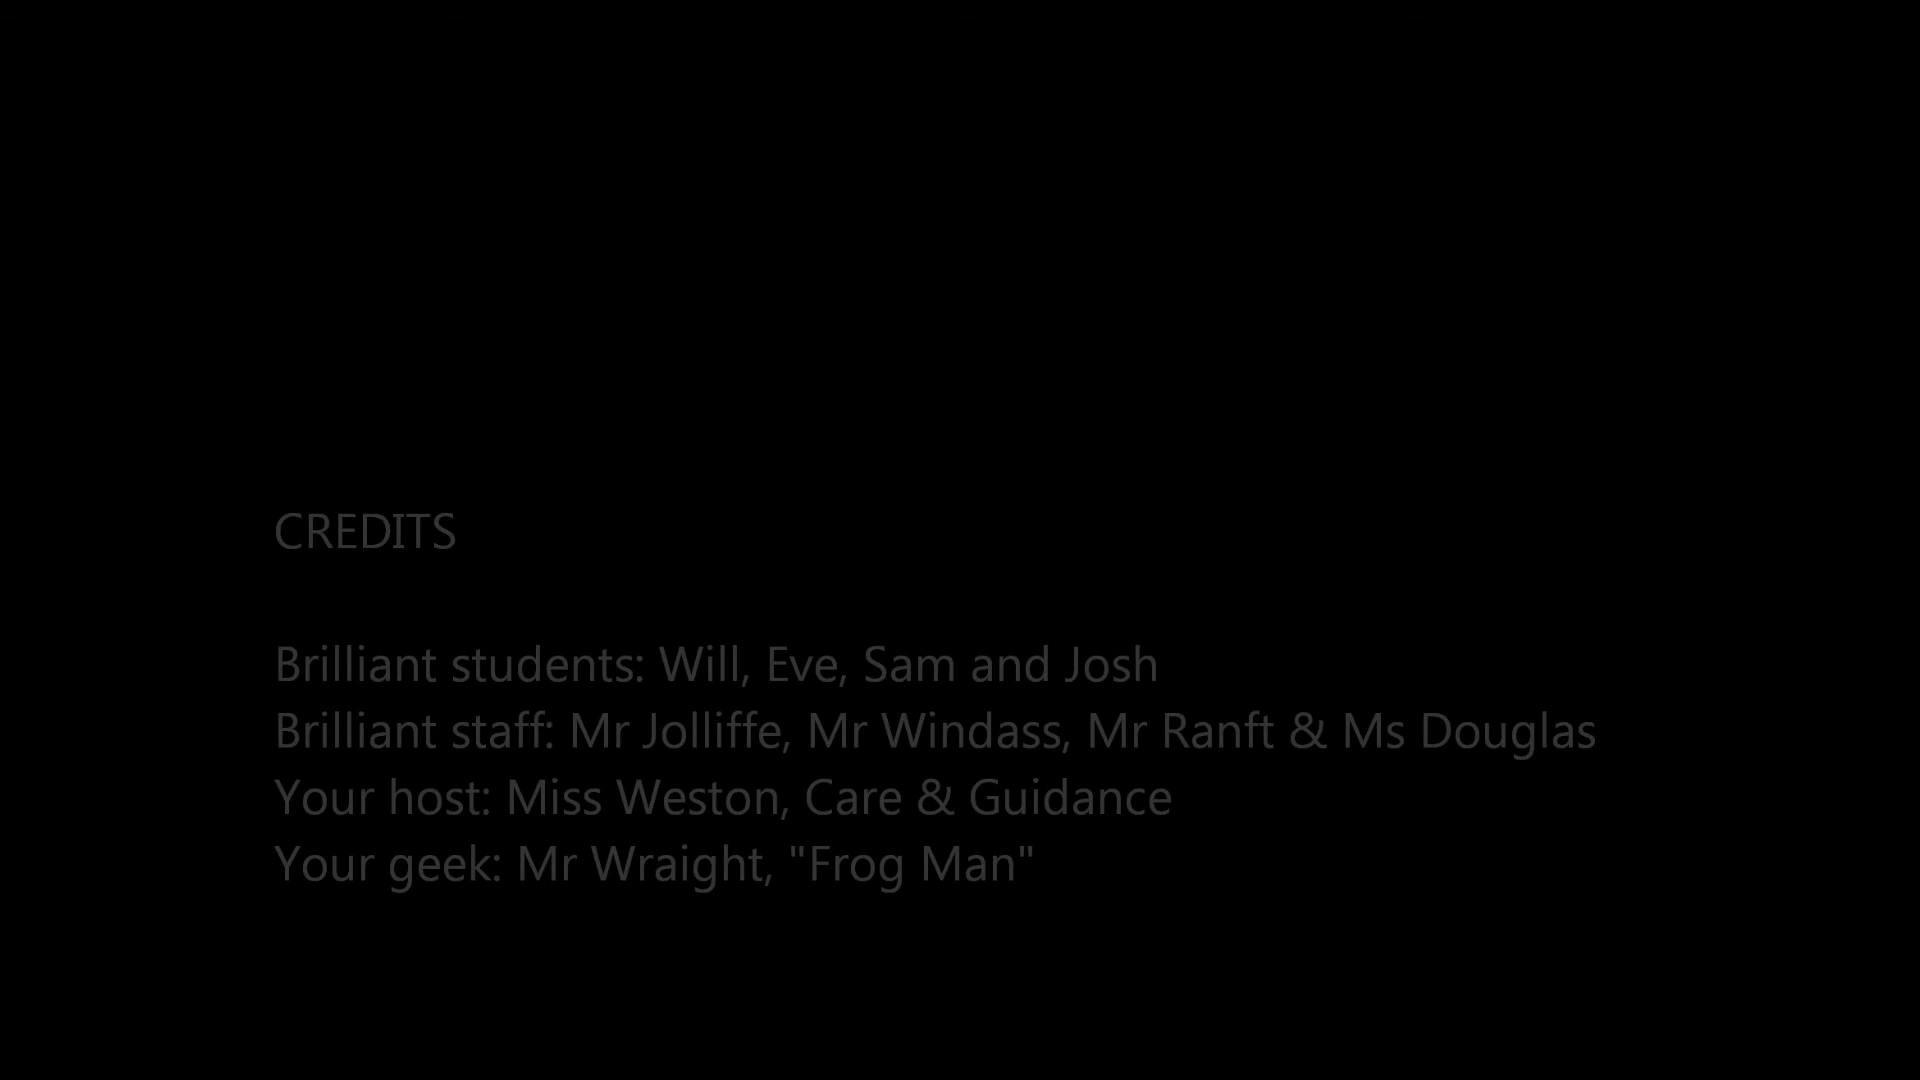 CREDITS
Brilliant students: Will, Eve, Sam and Josh
Brilliant staff: Mr Jolliffe, Mr Windass, Mr Ranft & Ms Douglas
Your host: Miss Weston, Care & Guidance
Your geek: Mr Wraight, "Frog Man"